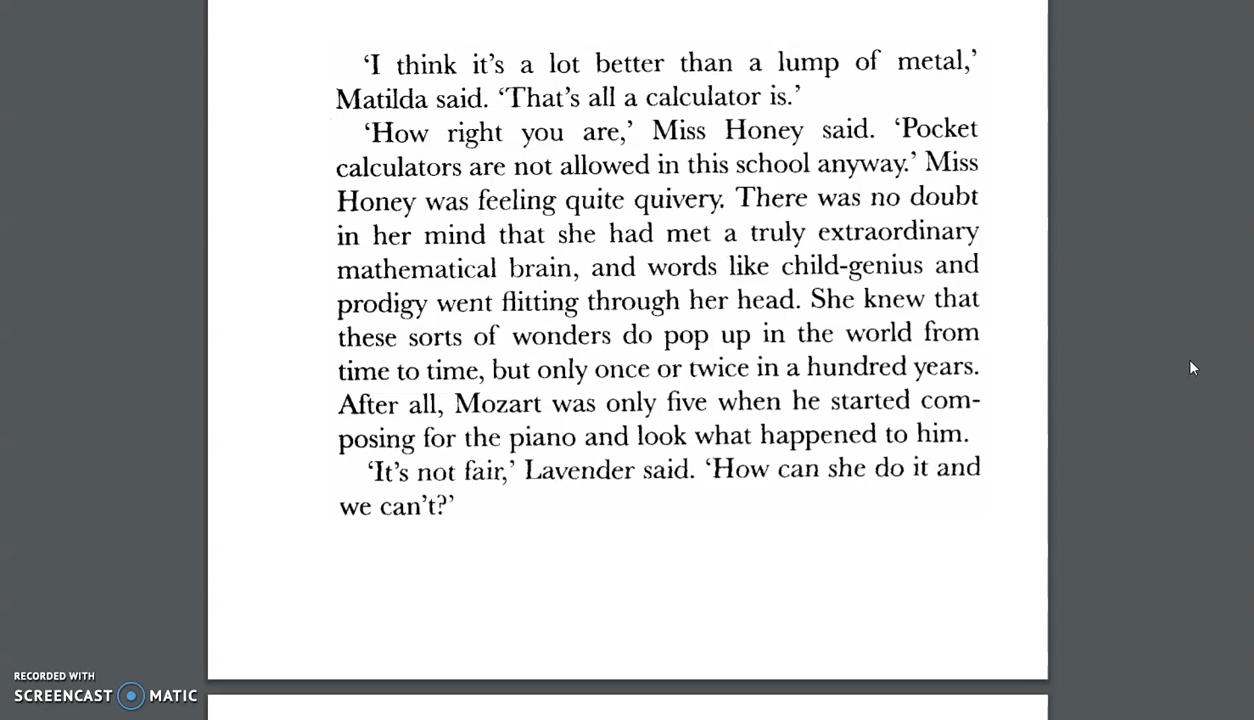 ‘I think it’s a lot better than a lump of metal,’
Matilda said. ‘That’s all a calculator is.’
‘How right you are,’ Miss Honey said. ‘Pocket
calculators are not allowed in this school anyway.’ Miss
Honey was feeling quite quivery. There was no doubt
in her mind that she had met a truly extraordinary
mathematical brain, and words like child-genius and
prodigy went flitting through her head. She knew that
these sorts of wonders do pop up in the world from
time to time, but only once or twice in a hundred years.
After all, Mozart was only five when he started com-
posing for the piano and look what happened to him.
‘It’s not fair,’ Lavender said. ‘How can she do it and
we can’t?’
RECORDED WITH
SCREENCAST MATIC